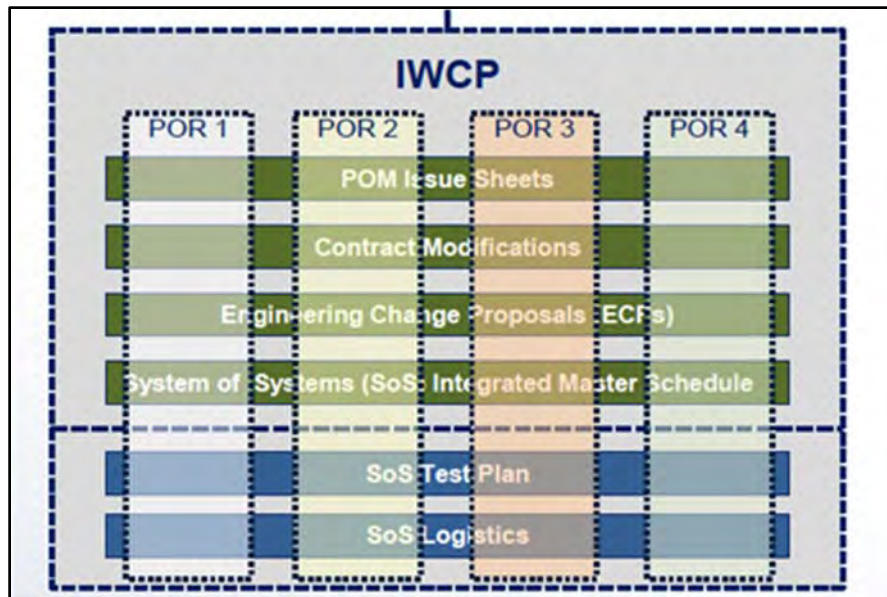 IWCP
POR 1 POR 2 POR 3 POR 4
POM Issue Sheets
Contract Modifications
Engineering Change Proposals (ECPs)
System of Systems (SoS) Integrated Master Schedule
SoS Test Plan
SoS Logistics